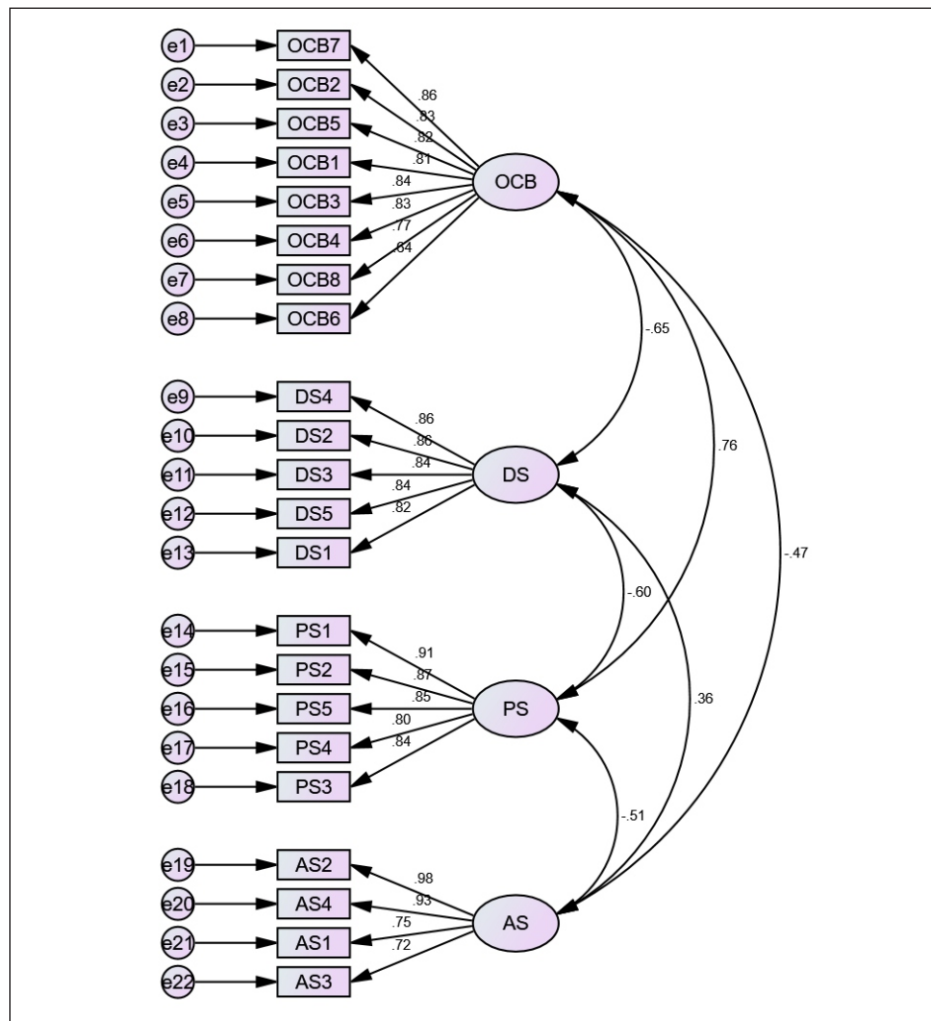 e1 OCB7
.86
e2 OCB2
.83
e3 OCB5
.82
e4 OCB1
.81
OCB
.84
e5 OCB3
.83
e6 OCB4
.77
.64
e7 OCB8
e8 OCB6
-.65
e9 DS4
.86
e10 DS2
.86
.76
e11 DS3
.84
DS
.84
e12 DS5
.82
e13 DS1
-.47
-.60
e14 PS1
.91
e15 PS2
.87
.85
.36
e16 PS5
PS
.80
e17 PS4
.84
e18 PS3
-.51
e19 AS2
.98
e20 AS4
.93
.75
AS
e21 AS1
.72
e22 AS3